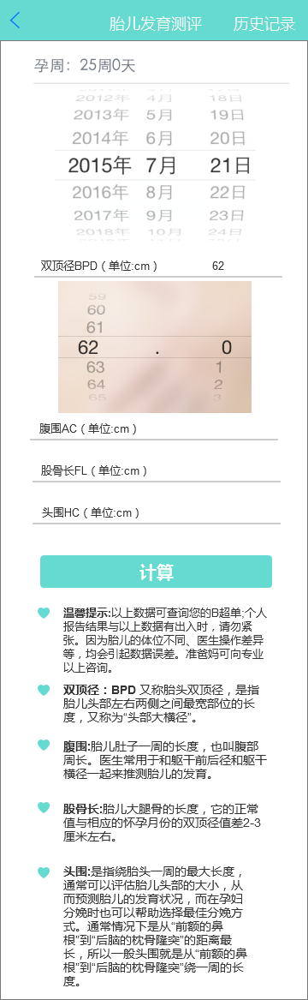 胎儿发育测评 历史记录
孕周：25周0天
2012年 4月 18日
2013年 5月 19日
2014年 6月 20日
2015年 7月 21日
2016年 8月 22日
2017年 9月 23日
2018年 10月 24日
双顶径BPD（单位:cm） 62
59
60
61
62 . 0
63 1
64 2
65 3
腹围AC（单位:cm）
股骨长FL（单位:cm）
头围HC（单位:cm）
计算
温馨提示:以上数据可查询您的B超单;个人
报告结果与以上数据有出入时，请勿紧
张。因为胎儿的体位不同、医生操作差异
等，均会引起数据误差。准爸妈可向专业
以上咨询。
双顶径：BPD 又称胎头双顶径，是指
胎儿头部左右两侧之间最宽部位的长
度，又称为“头部大横径”。
腹围:胎儿肚子一周的长度，也叫腹部
周长。医生常用于和躯干前后径和躯干
横径一起来推测胎儿的发育。
股骨长:胎儿大腿骨的长度，它的正常
值与相应的怀孕月份的双顶径值差2-3
厘米左右。
头围:是指绕胎头一周的最大长度，
通常可以评估胎儿头部的大小，从
而预测胎儿的发育状况，而在孕妇
分娩时也可以帮助选择最佳分娩方
式。通常情况下是从“前额的鼻
根”到“后脑的枕骨隆突”的距离最
长，所以一般头围就是从“前额的鼻
根”到“后脑的枕骨隆突”绕一周的长
度。